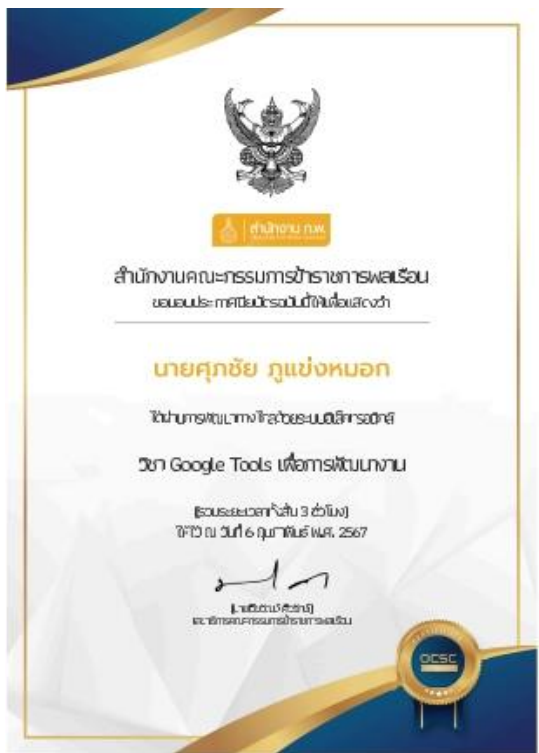 สำนักงาน ก.พ.
สำนักงานคณะกรรมการข้าราชการพลเรือน
ขอมอบประกาศนียบัตรฉบับนี้ให้เพื่อแสดงว่า
นายศุภชัย ภูแข่งหมอก
ได้ผ่านการพัฒนาทางไกลด้วยระบบอิเล็กทรอนิกส์
วิชา Google Tools เพื่อการพัฒนางาน
(รวมระยะเวลาทั้งสิ้น 3 ชั่วโมง)
ให้ไว้ ณ วันที่ 6 กุมภาพันธ์ พ.ศ. 2567
เลขาธิการคณะกรรมการข้าราชการพลเรือน
OCSC